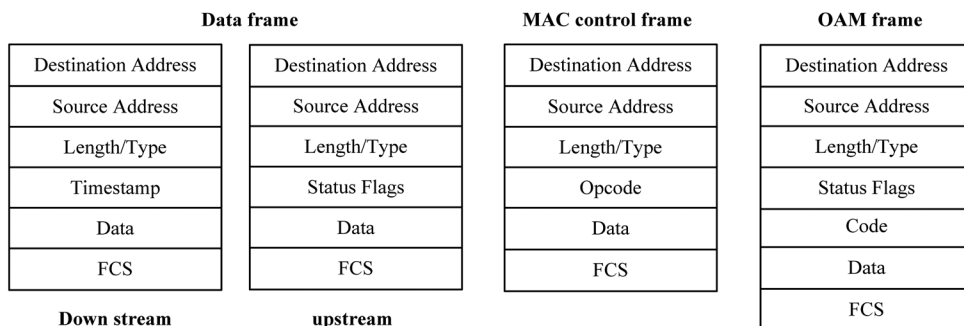 Data frame
MAC control frame
OAM frame
Destination Address
Source Address
Length/Type
Timestamp
Data
FCS
Down stream
Destination Address
Source Address
Length/Type
Status Flags
Data
FCS
upstream
Destination Address
Source Address
Length/Type
Opcode
Data
FCS
Destination Address
Source Address
Length/Type
Status Flags
Code
Data
FCS